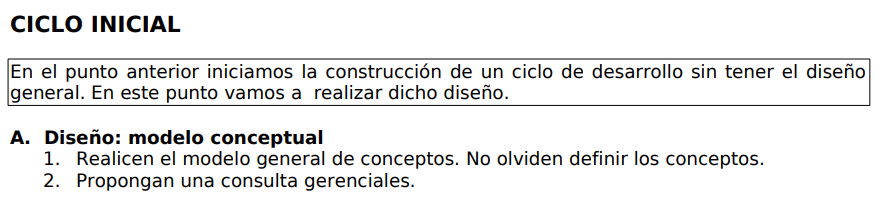 CICLO INICIAL
En el punto anterior iniciamos la construcción de un ciclo de desarrollo sin tener el diseño
general. En este punto vamos a  realizar dicho diseño.
A. Diseño: modelo conceptual
1. Realicen el modelo general de conceptos. No olviden definir los conceptos.
2. Propongan una consulta gerenciales.